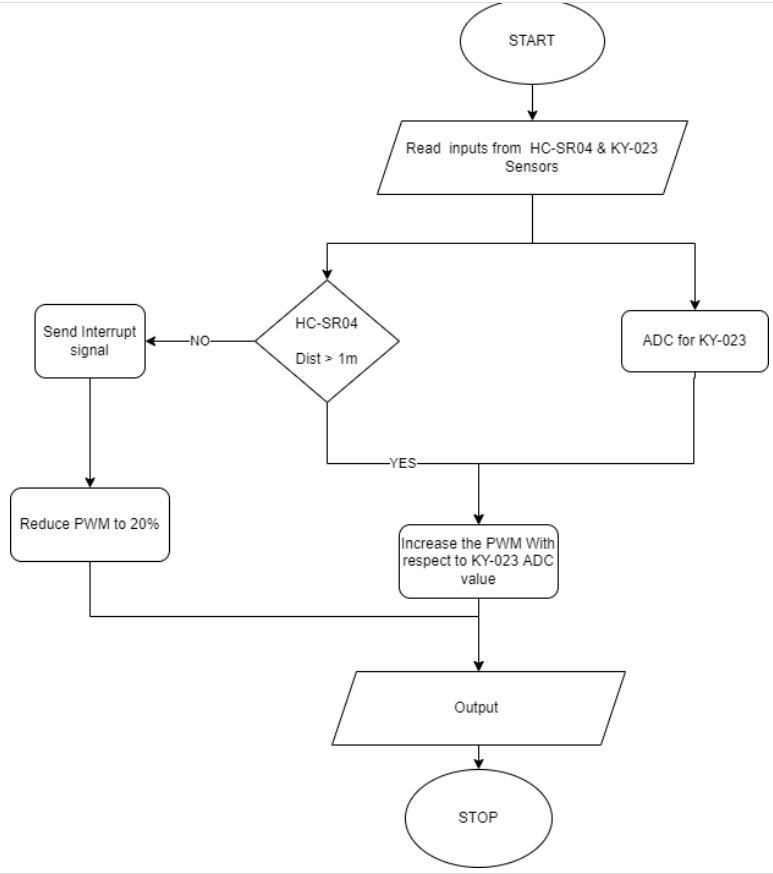 START
Read inputs from HC-SR04 & KY-023
Sensors
HC-SR04
Dist > 1m
NO
Send Interrupt
signal
ADC for KY-023
YES
Reduce PWM to 20%
Increase the PWM With
respect to KY-023 ADC
value
Output
STOP